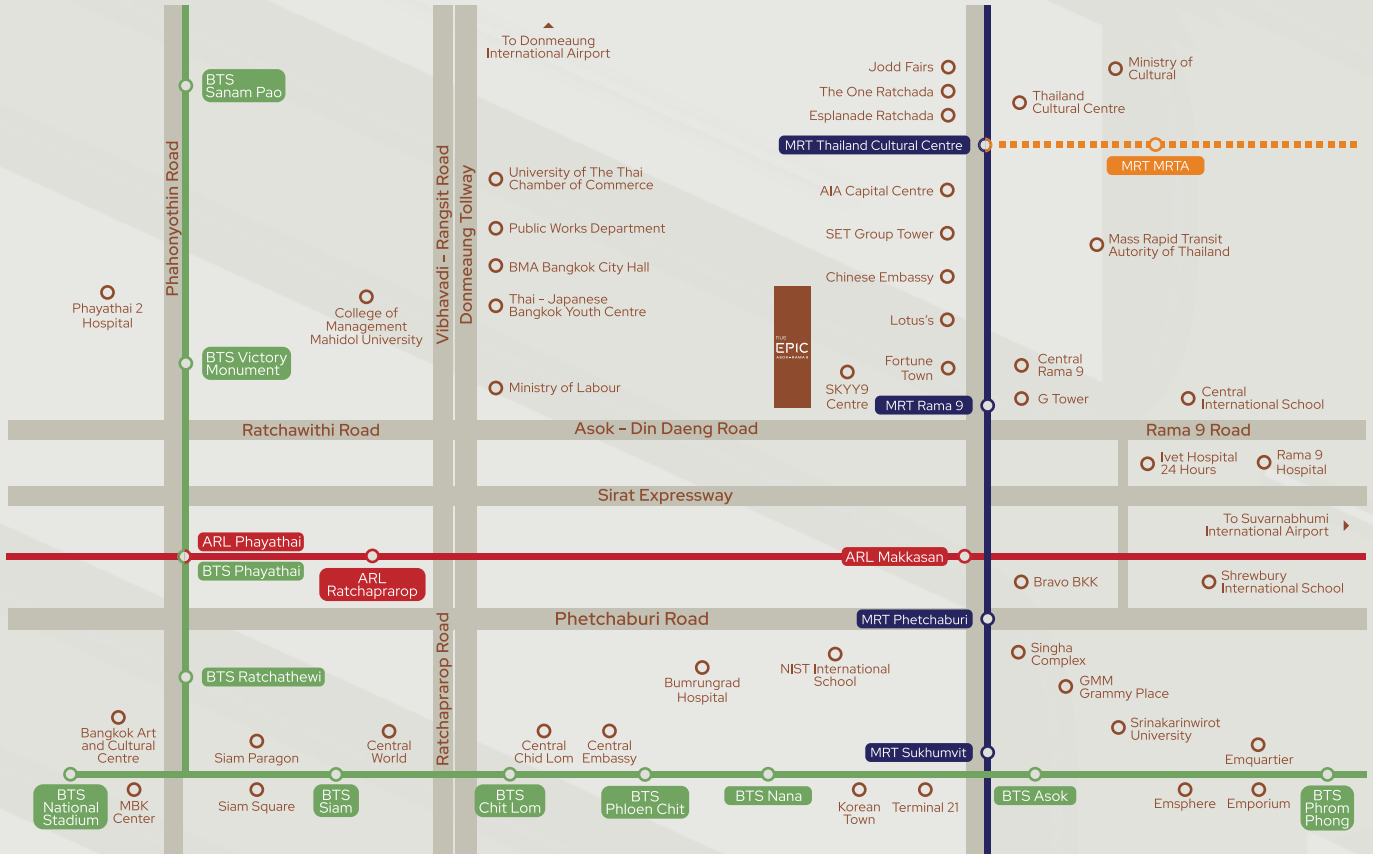 To Donmeaung
International Airport
BTS
Sanam Pao
Phahonyothin Road
Vibhavadi - Rangsit Road
Donmeaung Tollway
Jodd Fairs
The One Ratchada
Esplanade Ratchada
MRT Thailand Cultural Centre
Ministry of
Cultural
Thailand
Cultural Centre
MRT MRTA
University of The Thai
Chamber of Commerce
Public Works Department
BMA Bangkok City Hall
Thai - Japanese
Bangkok Youth Centre
Ministry of Labour
AIA Capital Centre
SET Group Tower
Chinese Embassy
Lotus's
Fortune
Town
Mass Rapid Transit
Autority of Thailand
Phayathai 2
Hospital
College of
Management
Mahidol University
BTS Victory
Monument
EPIC
ASOK-RAMA 9
SKYY9
Centre
MRT Rama 9
Central
Rama 9
G Tower
Central
International School
Ratchawithi Road
Asok - Din Daeng Road
Rama 9 Road
Ivet Hospital
24 Hours
Rama 9
Hospital
Sirat Expressway
To Suvarnabhumi
International Airport
ARL Phayathai
BTS Phayathai
ARL
Ratchaprarop
ARL Makkasan
Bravo BKK
Shrewbury
International School
Phetchaburi Road
MRT Phetchaburi
Ratchaprarop Road
BTS Ratchathewi
Bumrungrad
Hospital
NIST International
School
Singha
Complex
GMM
Grammy Place
Srinakarinwirot
University
Bangkok Art
and Cultural
Centre
Siam Paragon
Central
World
Central
Chid Lom
Central
Embassy
MRT Sukhumvit
Emquartier
BTS
National
Stadium
MBK
Center
Siam Square
BTS
Siam
BTS
Chit Lom
BTS
Phloen Chit
BTS Nana
Korean
Town
Terminal 21
BTS Asok
Emsphere
Emporium
BTS
Phrom
Phong